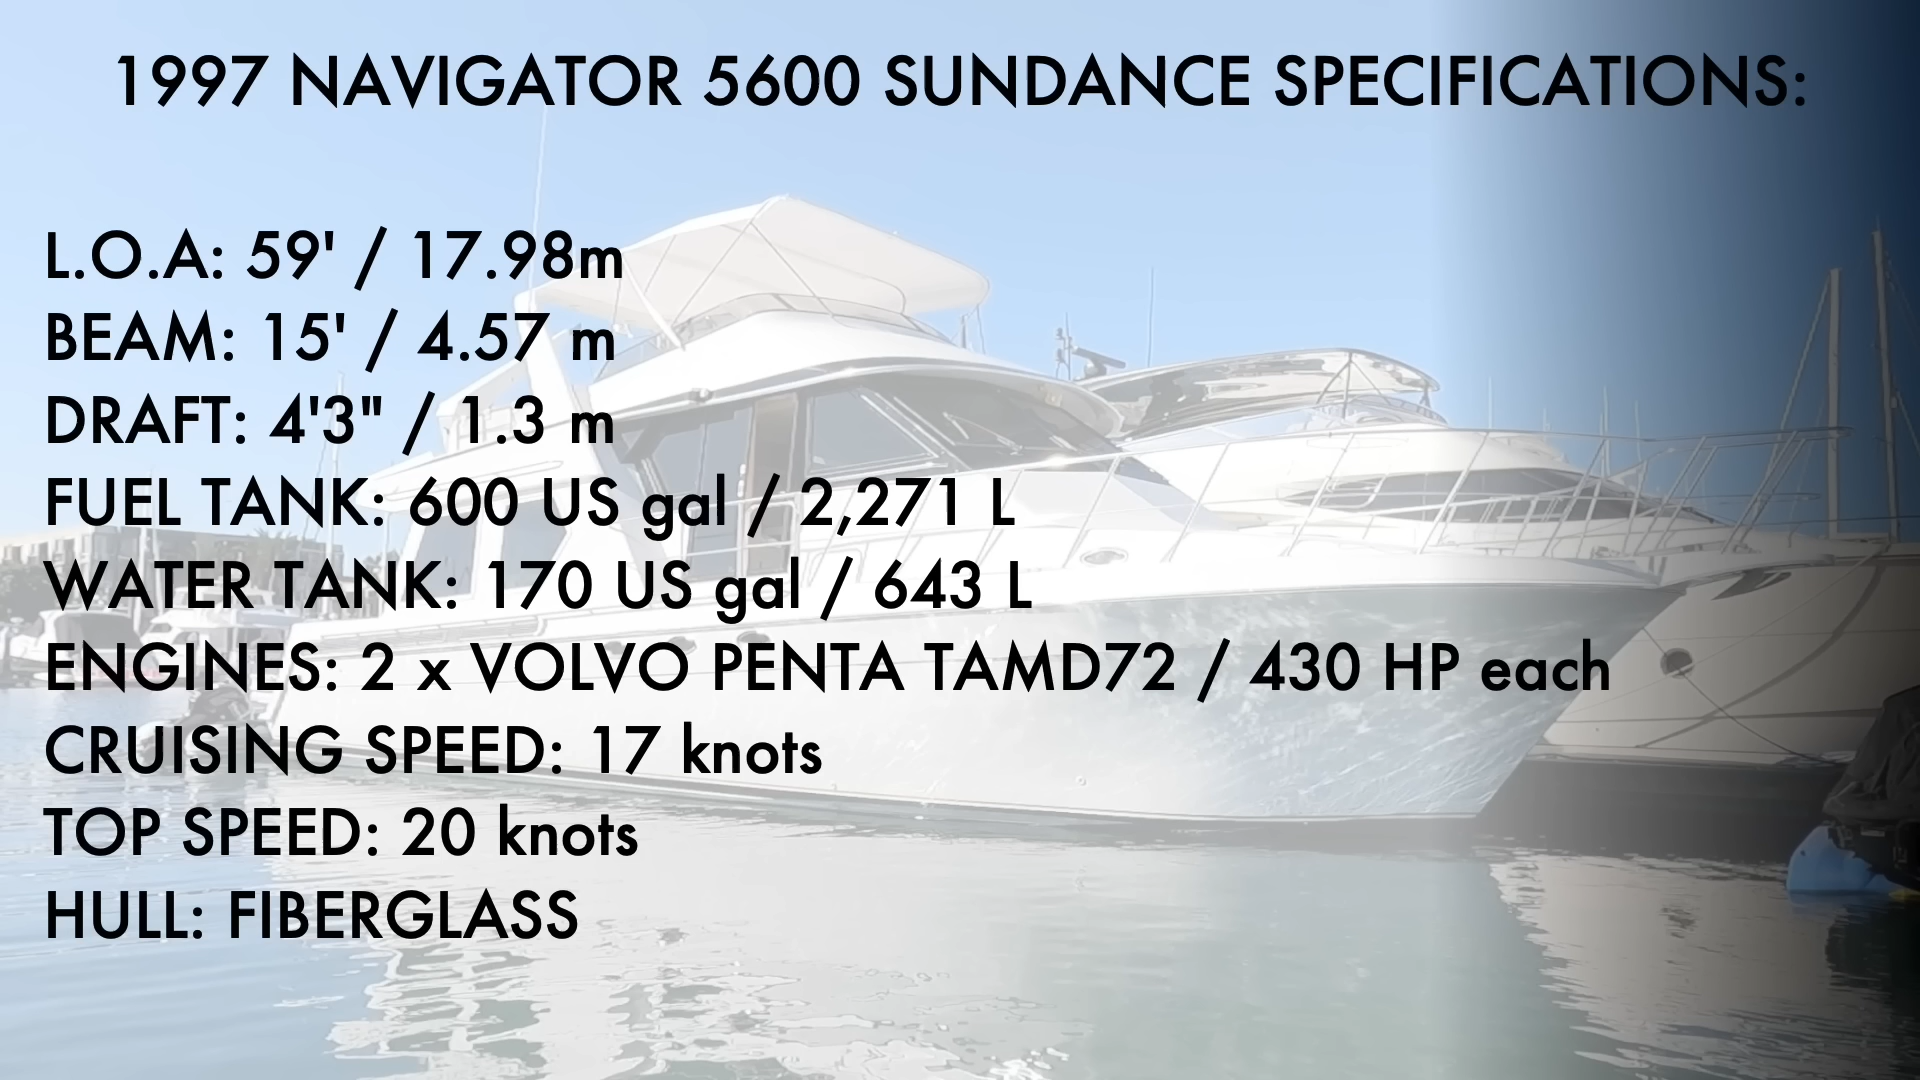 1997 NAVIGATOR 5600 SUNDANCE SPECIFICATIONS:
L.O.A: 59' / 17.98m
BEAM: 15' / 4.57 m
DRAFT: 4'3" / 1.3 m
FUEL TANK: 600 US gal / 2,271 L
WATER TANK: 170 US gal / 643 L
ENGINES: 2 x VOLVO PENTA TAMD72 / 430 HP each
CRUISING SPEED: 17 knots
TOP SPEED: 20 knots
HULL: FIBERGLASS